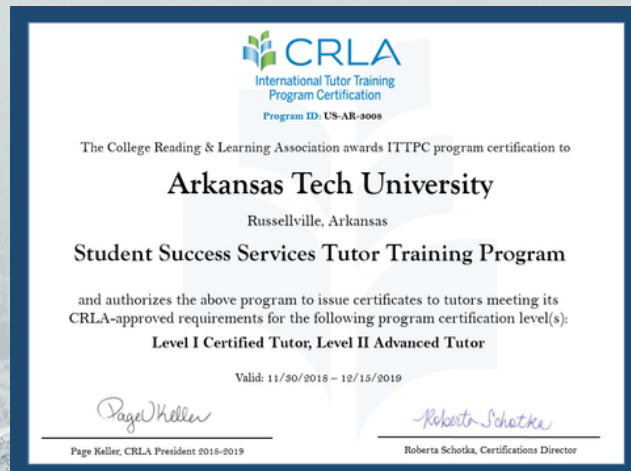 CRLA
International Tutor Training
Program Certification
Program ID: US-AR-3008
The College Reading & Learning Association awards ITTPC program certification to
Arkansas Tech University
Russellville, Arkansas
Student Success Services Tutor Training Program
and authorizes the above program to issue certificates to tutors meeting its
CRLA-approved requirements for the following program certification level(s):
Level I Certified Tutor, Level II Advanced Tutor
Valid: 11/30/2018 – 12/15/2019
Page Keller
Roberta Schotka
Page Keller, CRLA President 2018-2019
Roberta Schotka, Certifications Director